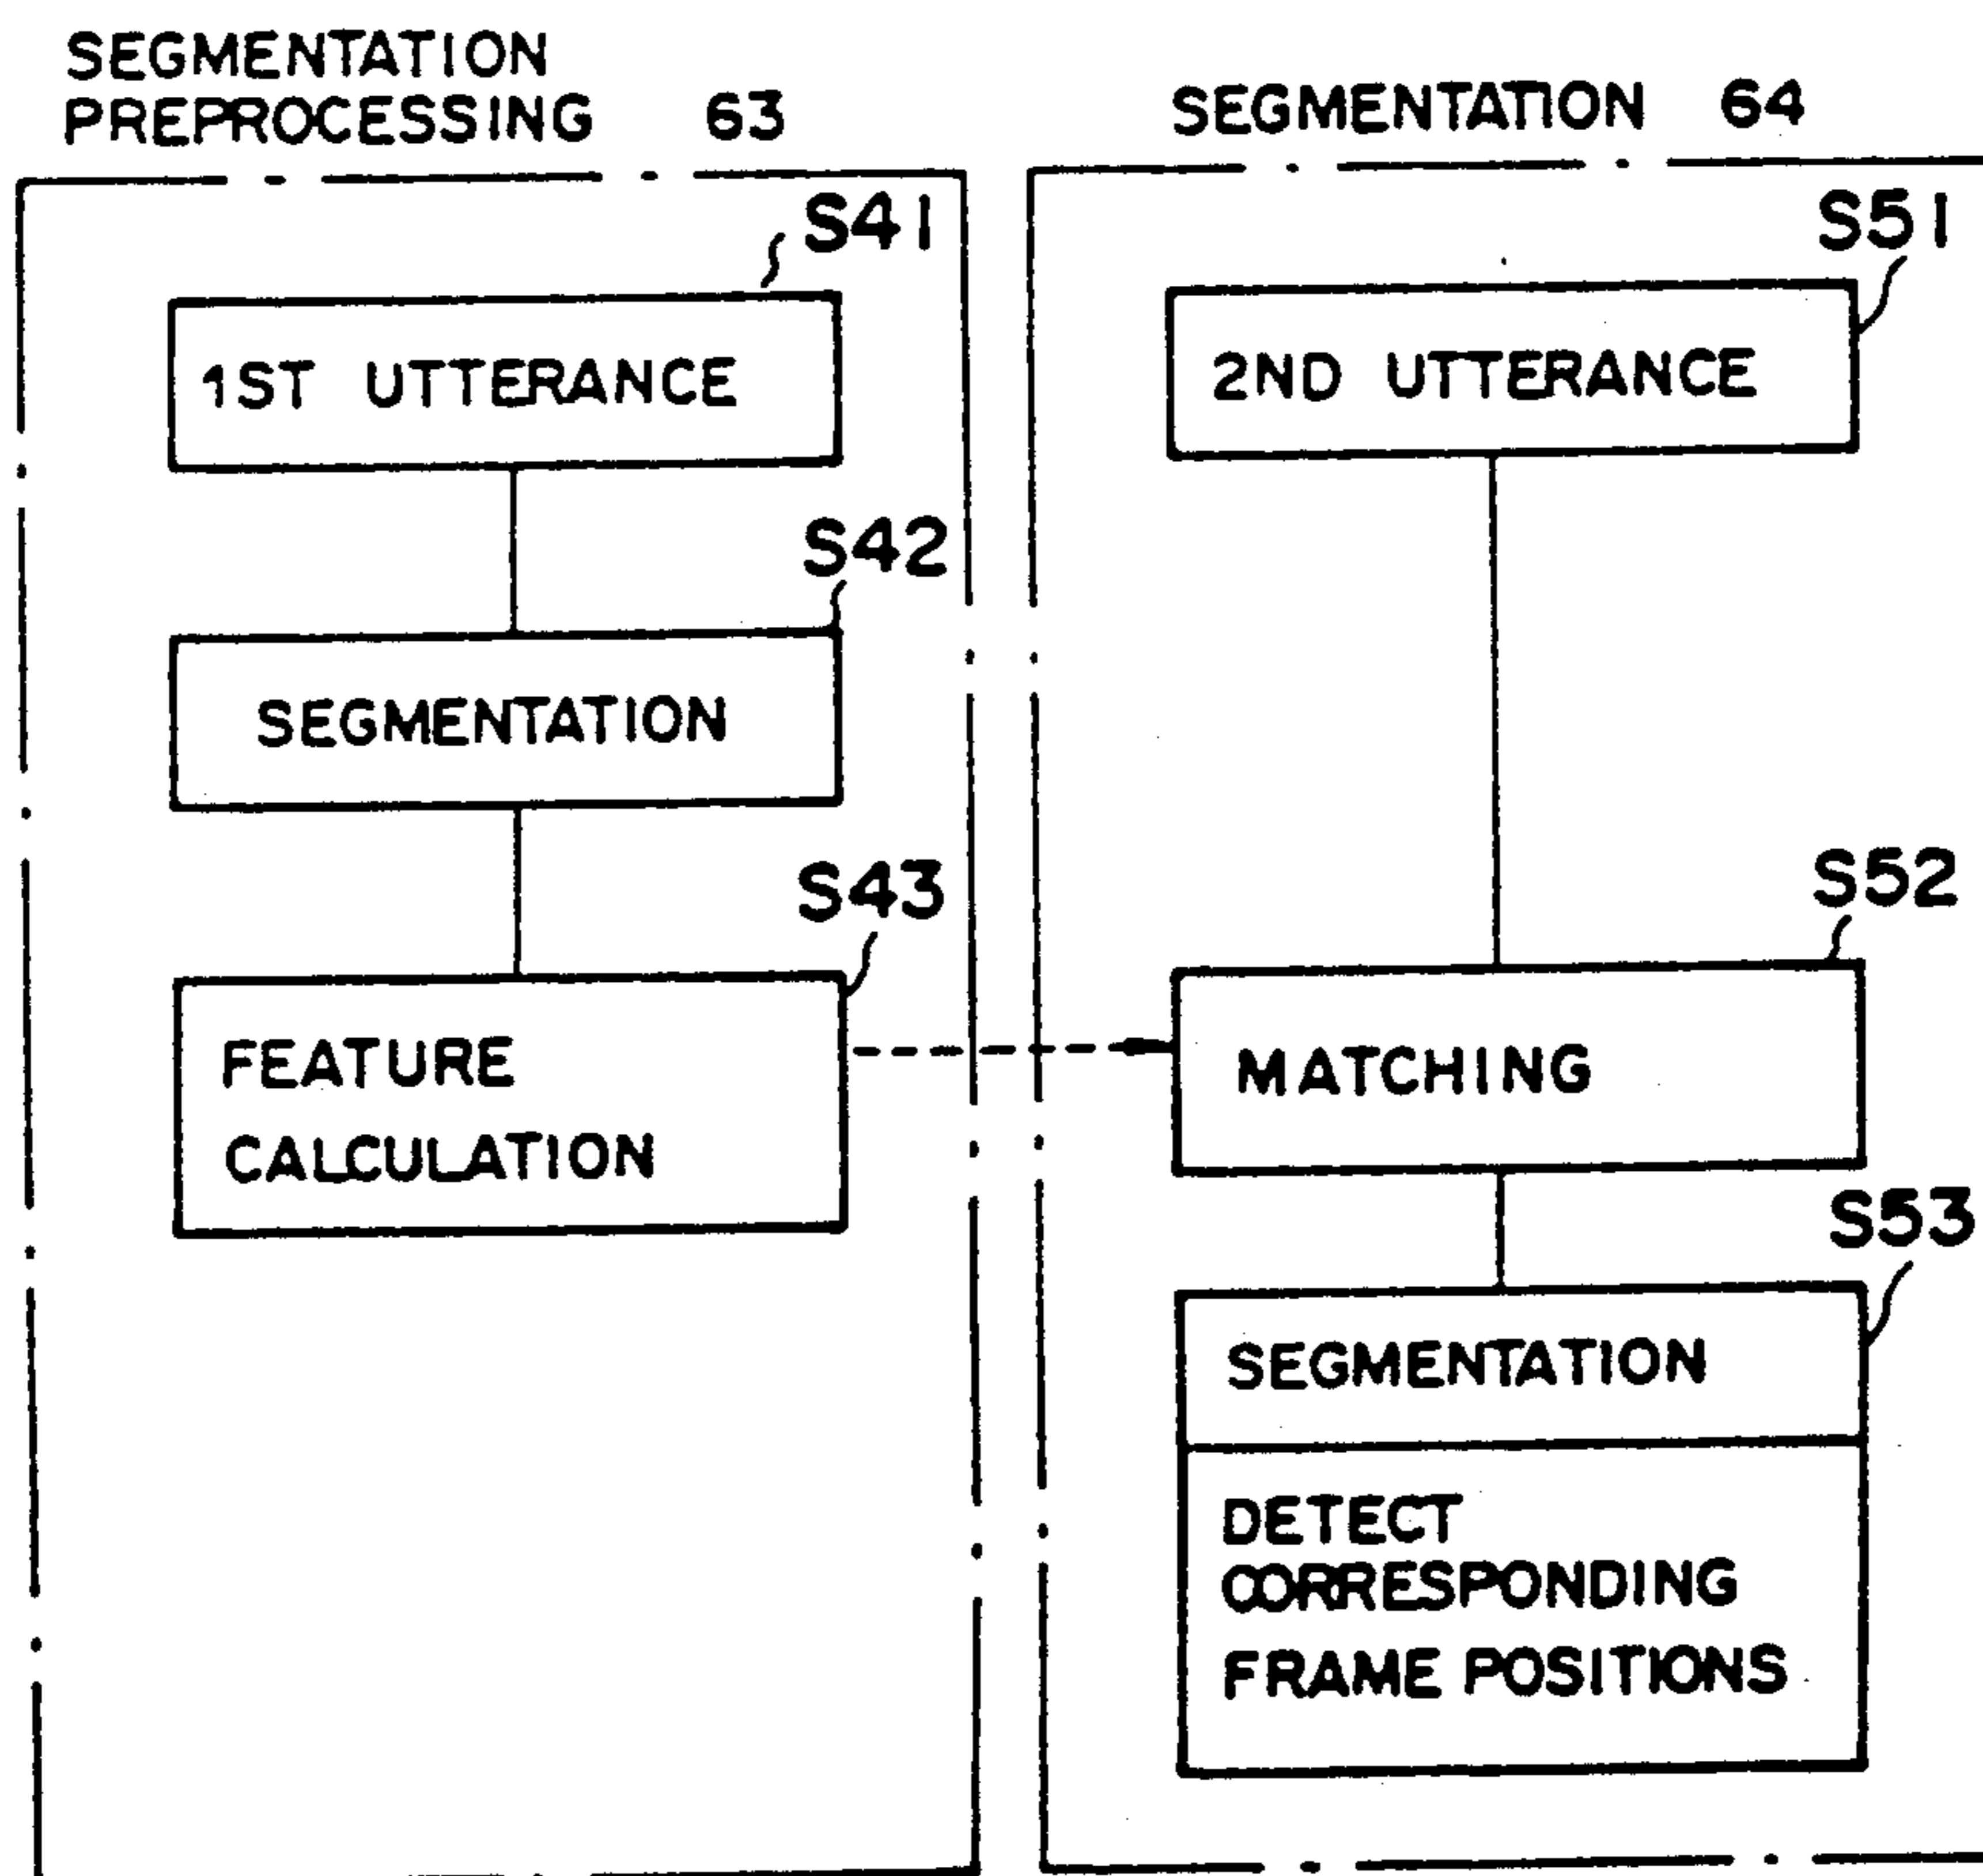 SEGMENTATION
PREPROCESSING 63
S41
1ST UTTERANCE
S42
SEGMENTATION
S43
FEATURE
CALCULATION
SEGMENTATION 64
S51
2ND UTTERANCE
S52
MATCHING
S53
SEGMENTATION
DETECT
CORRESPONDING
FRAME POSITIONS